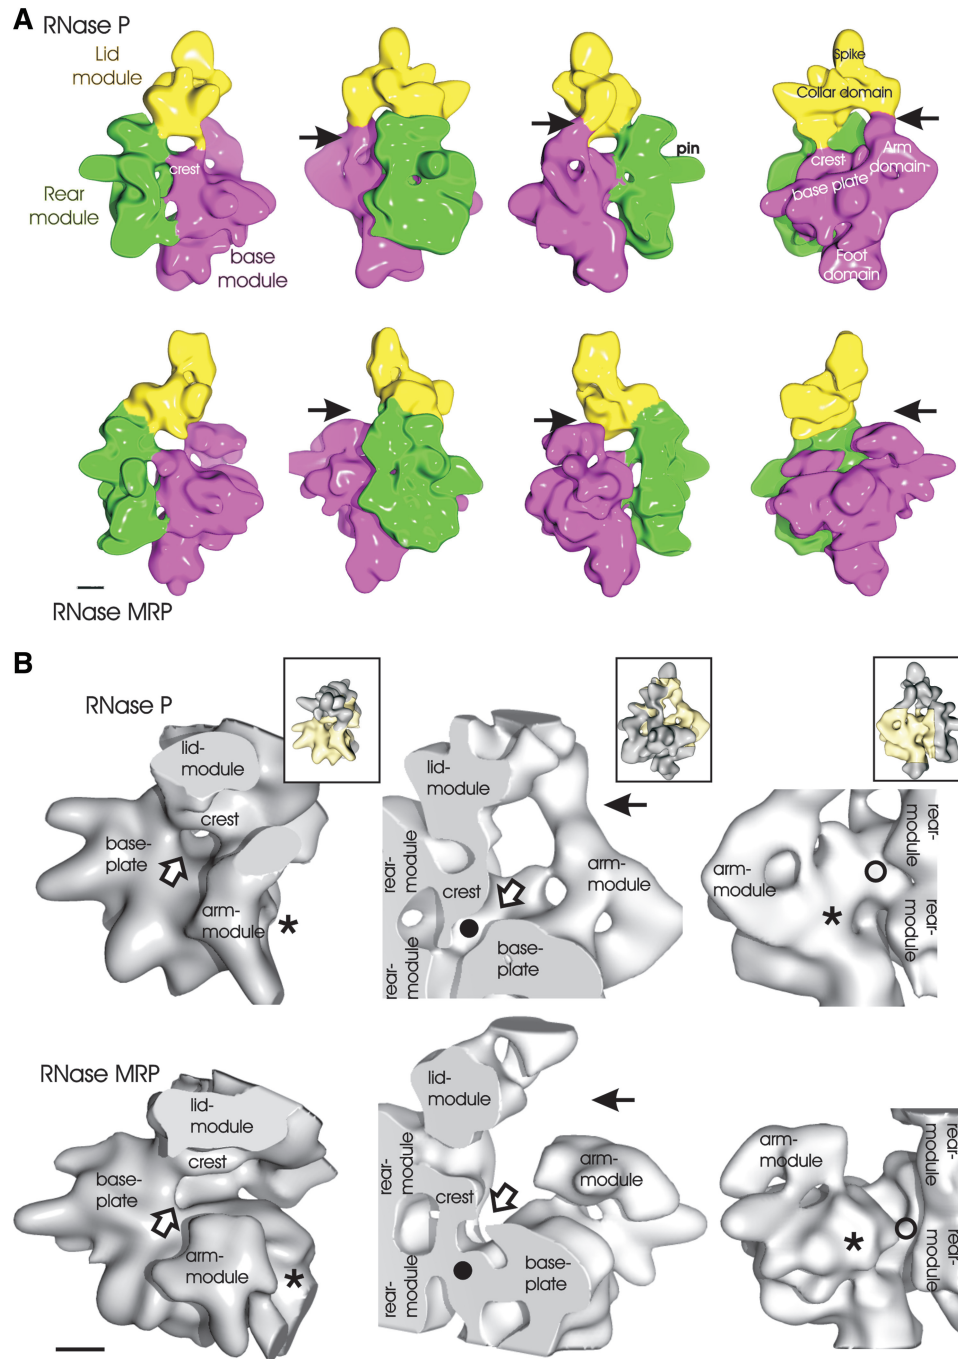 A
RNase P
Lid
module
Rear
module
crest
base
module
pin
Spike
Collar domain
crest
Arm
domain
base plate
Foot
domain
RNase MRP
B
RNase P
lid-
module
crest
base-
plate
arm-
module
*
lid-
module
rear-
module
crest
arm-
module
rear-
module
base-
plate
rear-
module
arm-
module
*
rear-
module
RNase MRP
lid-
module
crest
base-
plate
arm-
module
*
lid-
module
rear-
module
crest
arm-
module
rear-
module
base-
plate
arm-
module
rear-
module
*
rear-
module